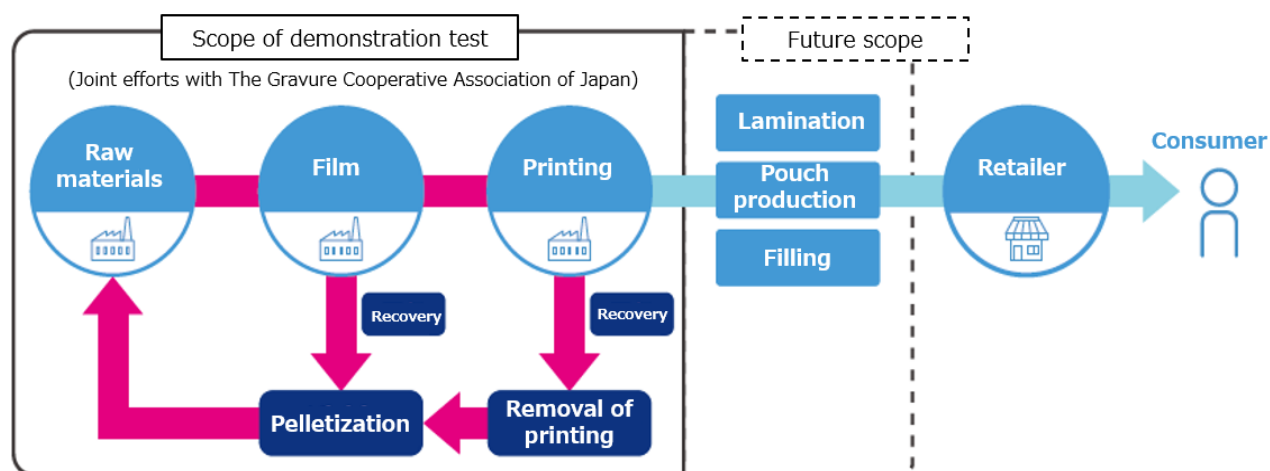 Scope of demonstration test
Future scope
(Joint efforts with The Gravure Cooperative Association of Japan)
Raw
materials
Film
Printing
Lamination
Pouch
production
Filling
Retailer
Consumer
Recovery
Recovery
Pelletization
Removal of
printing